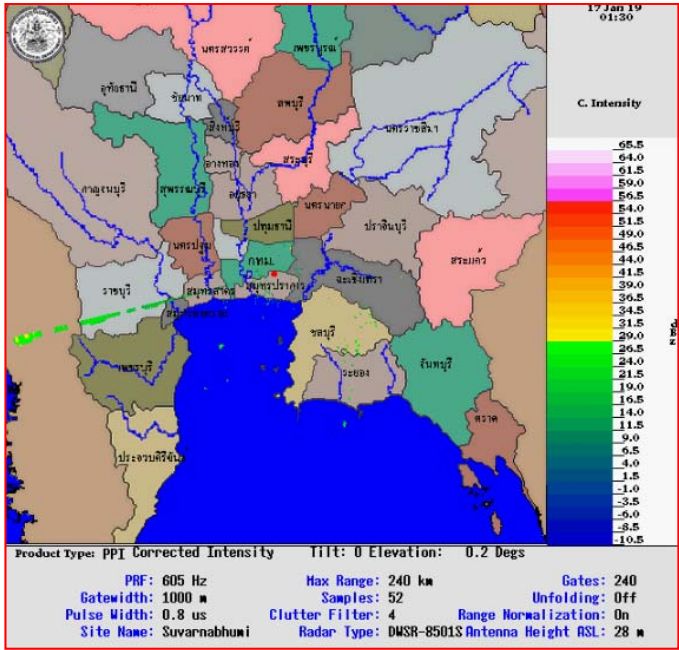 17 Jan 19
01:30
C. Intensity
นครสวรรค์
เพชรบูรณ์
อุทัยธานี
ชัยนาท
ลพบุรี
สิงห์บุรี
นครราชสีมา
อ่างทอง
สระบุรี
กาญจนบุรี
สุพรรณบุรี
อยุธยา
นครนายก
ปทุมธานี
ปราจีนบุรี
นครปฐม
กทม.
สระแก้ว
ราชบุรี
สมุทรสาคร
สมุทรปราการ
ฉะเชิงเทรา
สมุทรสงคราม
ชลบุรี
เพชรบุรี
ระยอง
จันทบุรี
ตราด
ประจวบคีรีขันธ์
65.5
64.0
61.5
59.0
56.5
54.0
51.5
49.0
46.5
44.0
41.5
39.0
36.5
34.0
31.5
29.0
26.5
24.0
21.5
19.0
16.5
14.0
11.5
9.0
6.5
4.0
1.5
-1.0
-3.5
-6.0
-8.5
-10.5
Product Type: PPI Corrected Intensity Tilt: 0 Elevation: 0.2 Degs
PRF: 605 Hz Max Range: 240 km Gates: 240
Gatewidth: 1000 m Samples: 52 Unfolding: Off
Pulse Width: 0.8 us Clutter Filter: 4 Range Normalization: On
Site Name: Suvarnabhumi Radar Type: DWSR-8501S Antenna Height ASL: 28 m